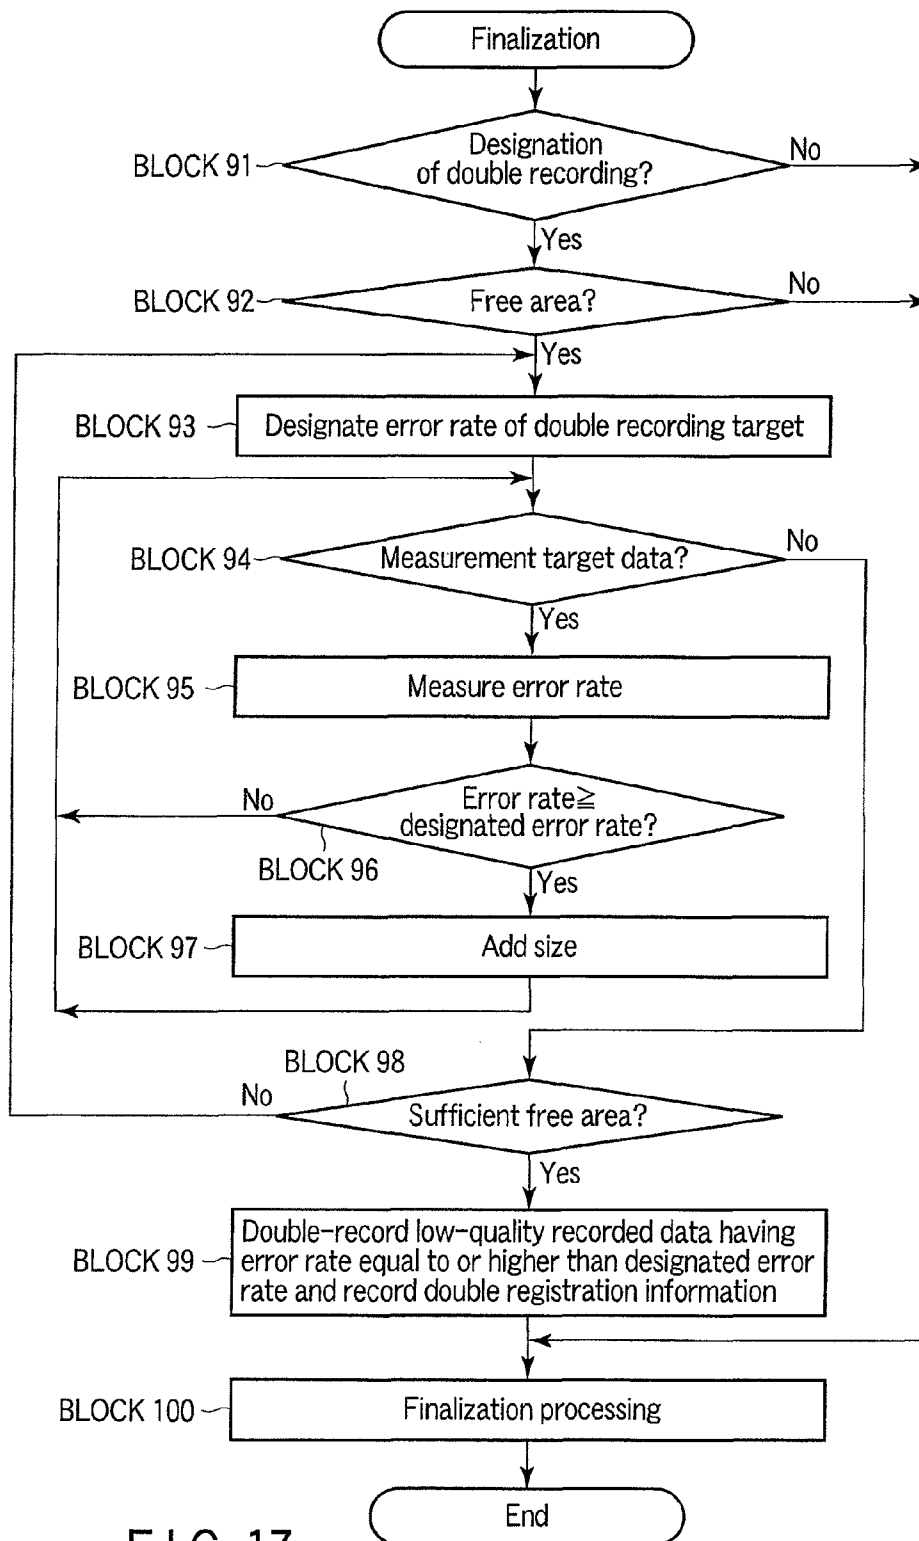 Finalization
Designation
of double recording?
BLOCK 91
No
Yes
Free area?
BLOCK 92
No
Yes
BLOCK 93
Designate error rate of double recording target
BLOCK 94
Measurement target data?
No
Yes
BLOCK 95
Measure error rate
No
Error rate≧
designated error rate?
BLOCK 96
Yes
BLOCK 97
Add size
BLOCK 98
No
Sufficient free area?
Yes
BLOCK 99
Double-record low-quality recorded data having
error rate equal to or higher than designated error
rate and record double registration information
BLOCK 100
Finalization processing
End
FIG. 17